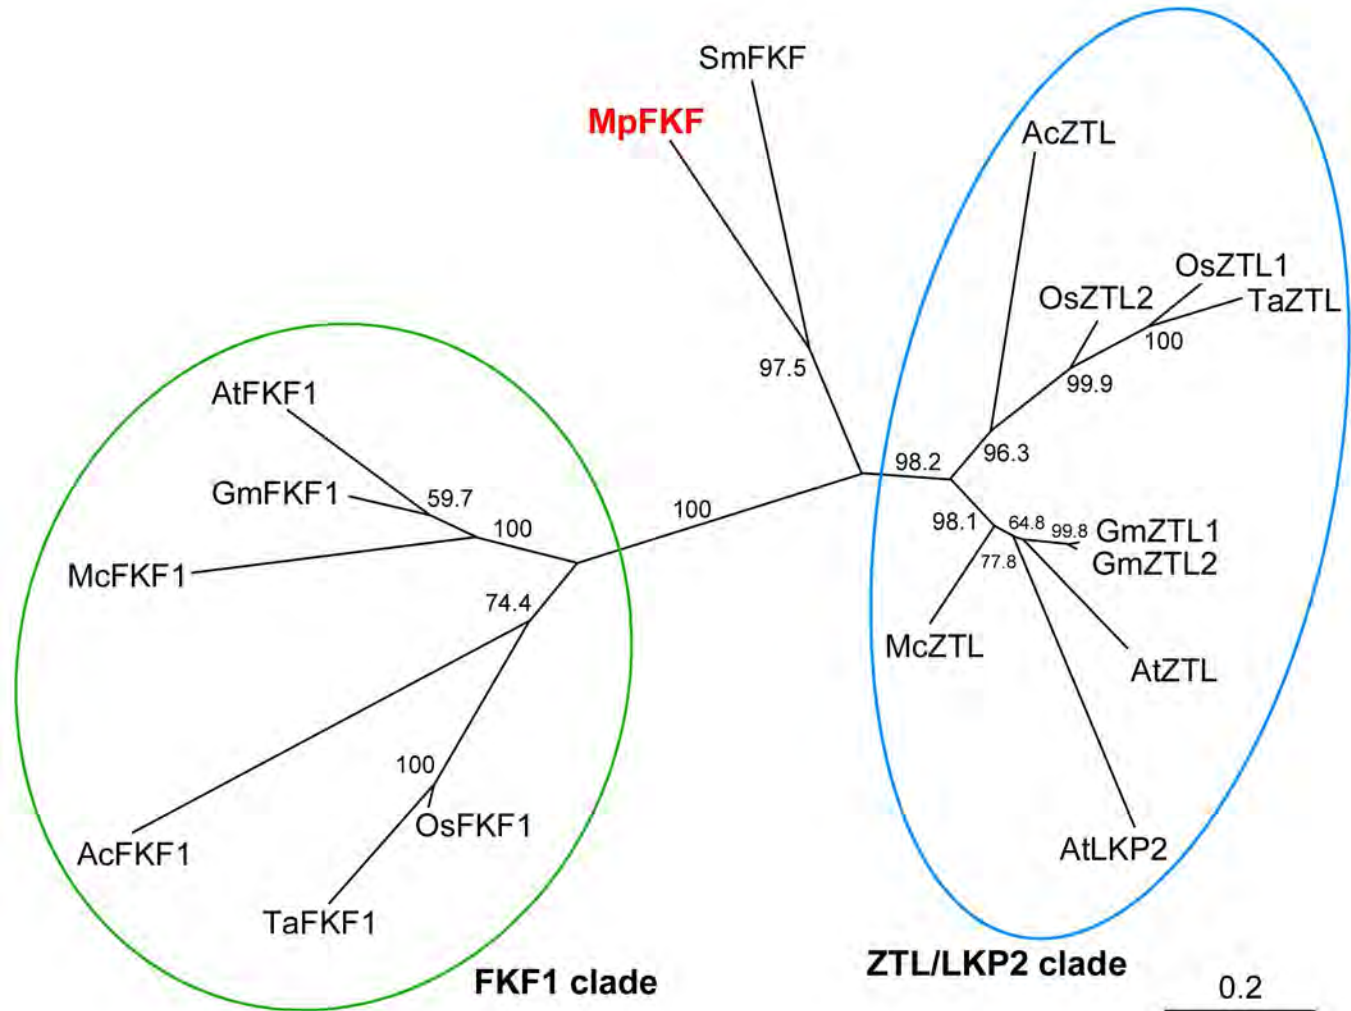 SmFKF
MpFKF
AcZTL
OsZTL1
OsZTL2
TaZTL
100
97.5
99.9
AtFKF1
98.2
96.3
GmFKF1
59.7
100
100
98.1
64.8
99.8
GmZTL1
GmZTL2
77.8
McFKF1
74.4
McZTL
AtZTL
100
OsFKF1
AcFKF1
AtLKP2
TaFKF1
FKF1 clade
ZTL/LKP2 clade
0.2